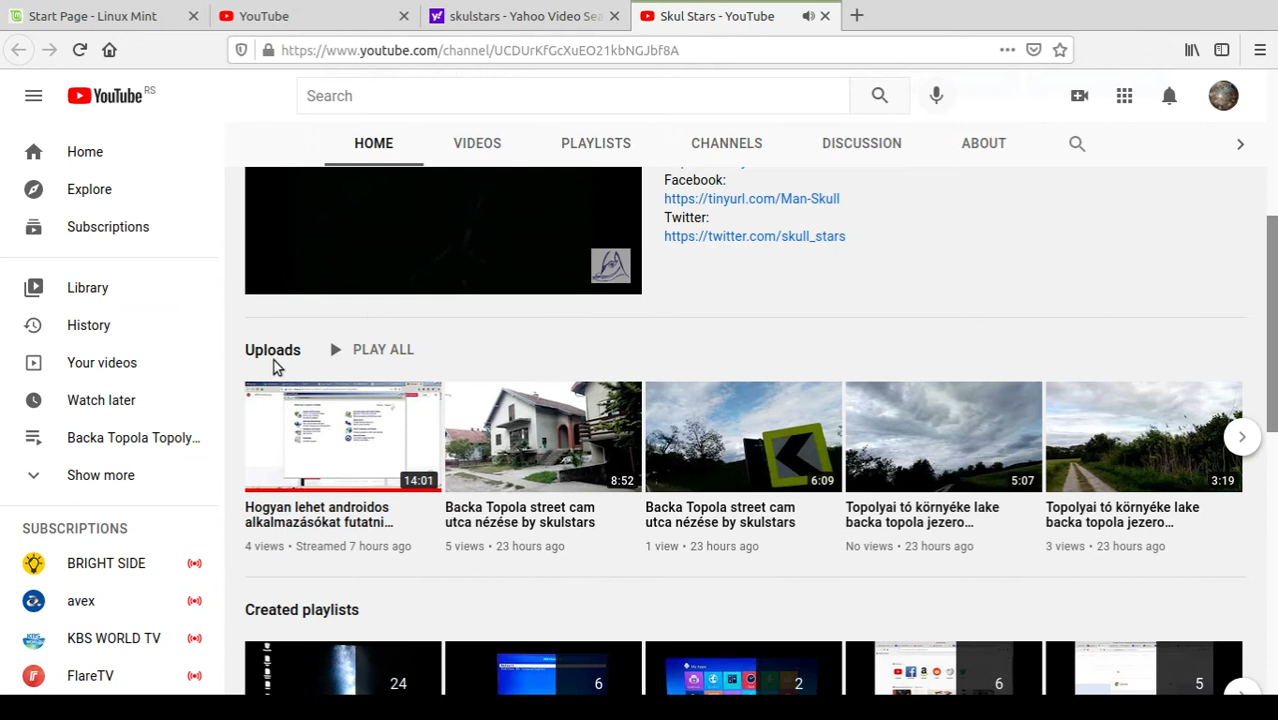 Start Page - Linux Mint
YouTube
skulstars - Yahoo Video Sea
Skul Stars - YouTube
https://www.youtube.com/channel/UCDUrKfGcXuEO21kbNGJbf8A
YouTube RS
Search
HOME
VIDEOS
PLAYLISTS
CHANNELS
DISCUSSION
ABOUT
Home
Explore
Subscriptions
Library
History
Your videos
Watch later
Backa Topola Topoly...
Show more
SUBSCRIPTIONS
BRIGHT SIDE
avex
KBS WORLD TV
FlareTV
Facebook:
https://tinyurl.com/Man-Skull
Twitter:
https://twitter.com/skull_stars
Uploads
PLAY ALL
14:01
8:52
6:09
5:07
3:19
Hogyan lehet androidos
alkalmazásokat futatni...
4 views • Streamed 7 hours ago
Backa Topola street cam
utca nézése by skulstars
5 views • 23 hours ago
Backa Topola street cam
utca nézése by skulstars
1 view • 23 hours ago
Topolyai tó környéke lake
backa topola jezero...
No views • 23 hours ago
Topolyai tó környéke lake
backa topola jezero...
3 views • 23 hours ago
Created playlists
24
6
2
6
5